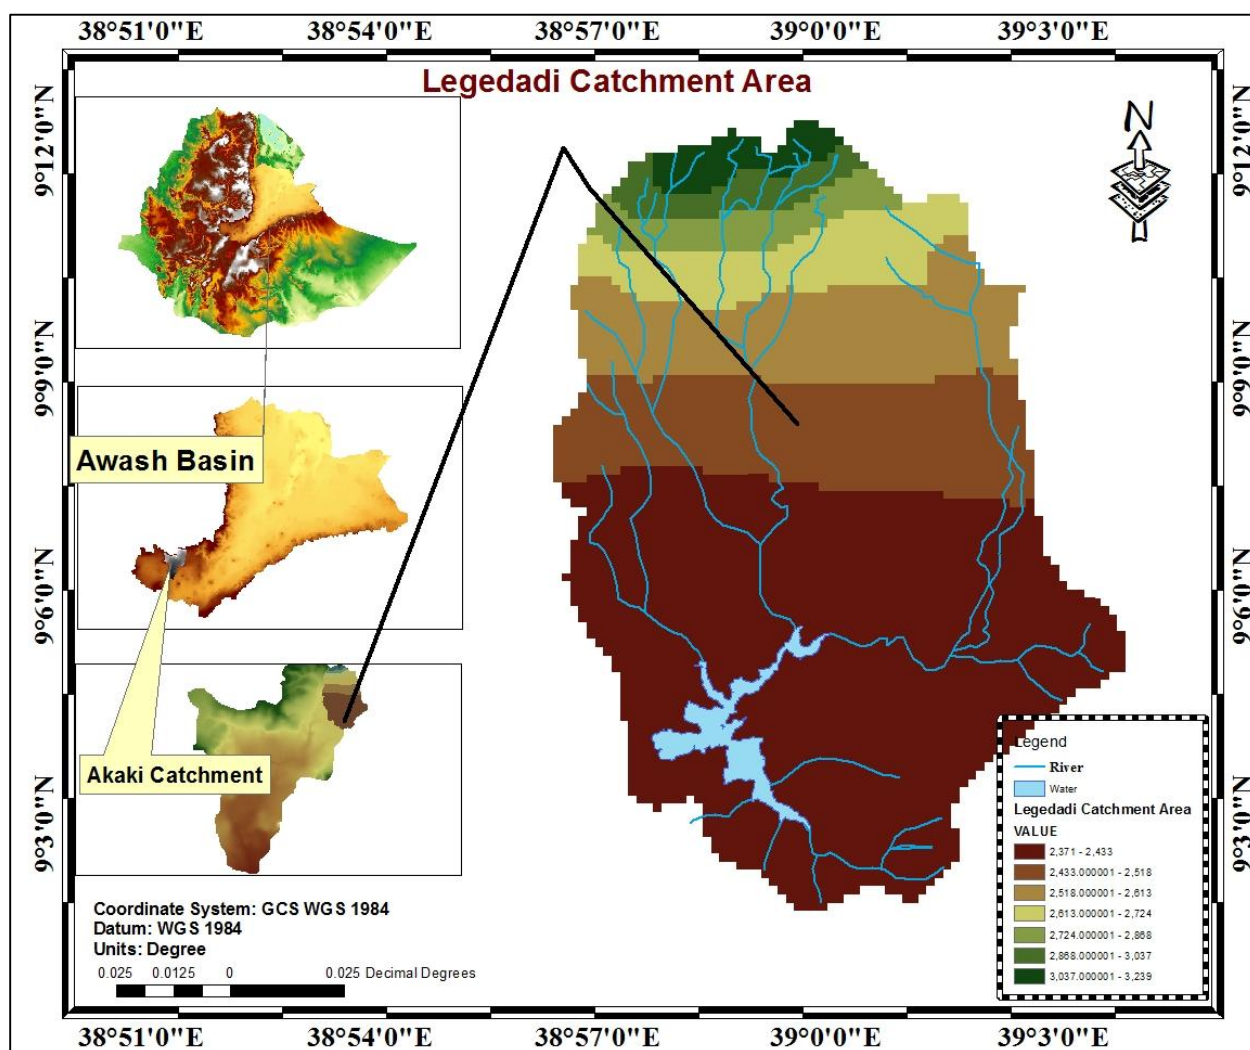 38°51'0"E 38°54'0"E 38°57'0"E 39°0'0"E 39°3'0"E
Legedadi Catchment Area
N
9°12'0"N
9°12'0"N
9°9'0"N
9°9'0"N
Awash Basin
9°6'0"N
9°6'0"N
Akaki Catchment
9°3'0"N
9°3'0"N
Legend
River
Water
Legedadi Catchment Area
VALUE
2,371 - 2,433
2,433.000001 - 2,518
2,518.000001 - 2,613
2,613.000001 - 2,724
2,724.000001 - 2,868
2,868.000001 - 3,037
3,037.000001 - 3,239
Coordinate System: GCS WGS 1984
Datum: WGS 1984
Units: Degree
0.025 0.0125 0 0.025 Decimal Degrees
38°51'0"E 38°54'0"E 38°57'0"E 39°0'0"E 39°3'0"E